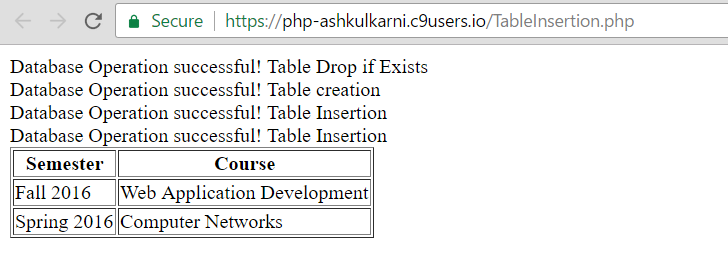 Secure https://php-ashkulkarni.c9users.io/TableInsertion.php
Database Operation successful! Table Drop if Exists
Database Operation successful! Table creation
Database Operation successful! Table Insertion
Database Operation successful! Table Insertion
Semester Course
Fall 2016 Web Application Development
Spring 2016 Computer Networks